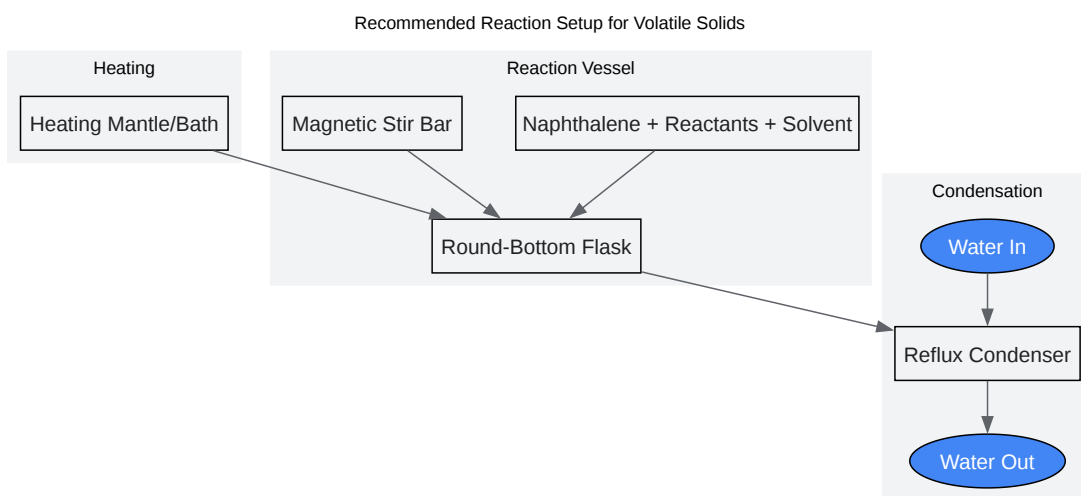 Recommended Reaction Setup for Volatile Solids
Heating
Heating Mantle/Bath
Reaction Vessel
Magnetic Stir Bar
Naphthalene + Reactants + Solvent
Round-Bottom Flask
Condensation
Water In
Reflux Condenser
Water Out